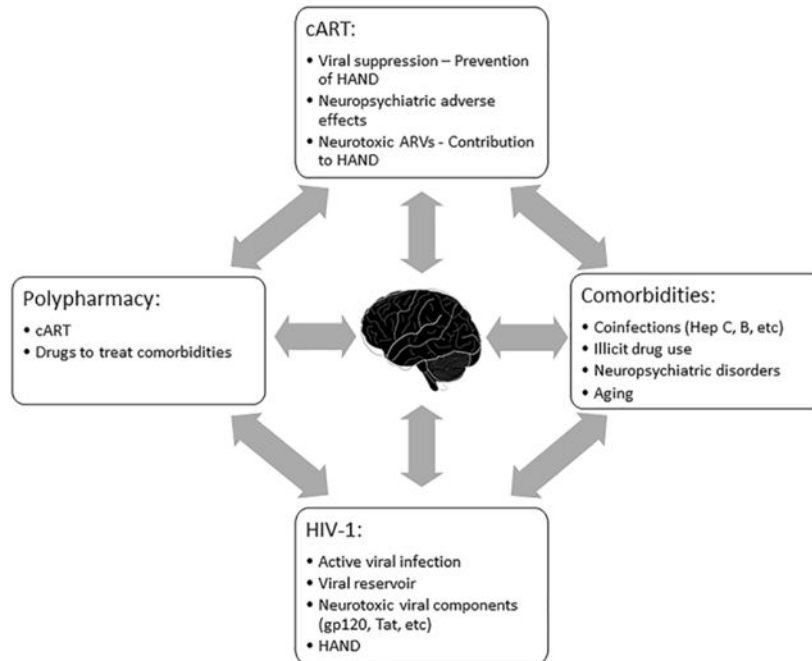 cART:
• Viral suppression – Prevention
of HAND
• Neuropsychiatric adverse
effects
• Neurotoxic ARVs - Contribution
to HAND
Polypharmacy:
• cART
• Drugs to treat comorbidities
Comorbidities:
• Coinfections (Hep C, B, etc)
• Illicit drug use
• Neuropsychiatric disorders
• Aging
HIV-1:
• Active viral infection
• Viral reservoir
• Neurotoxic viral components
(gp120, Tat, etc)
• HAND